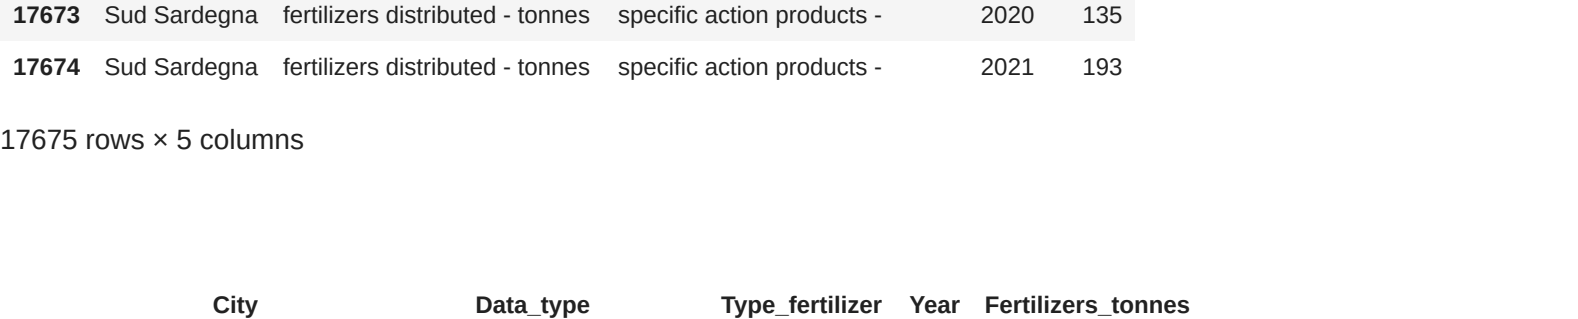 17673 Sud Sardegna fertilizers distributed - tonnes specific action products - 2020 135
17674 Sud Sardegna fertilizers distributed - tonnes specific action products - 2021 193
17675 rows × 5 columns
City Data_type Type_fertilizer Year Fertilizers_tonnes